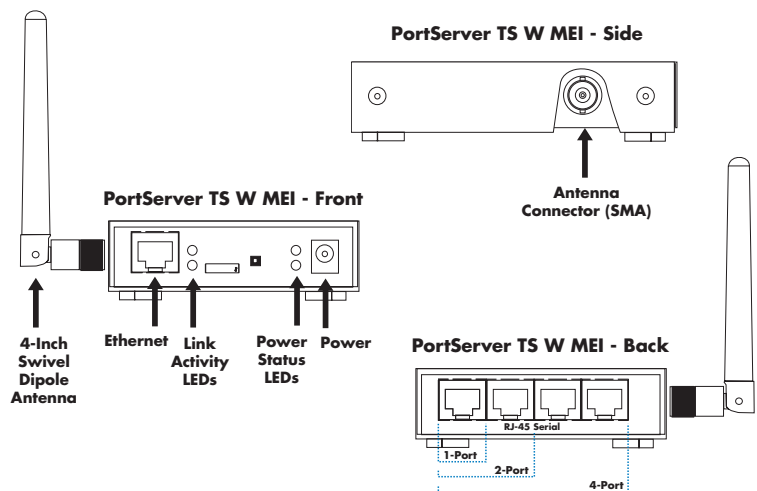 PortServer TS W MEI - Side
Antenna
Connector (SMA)
PortServer TS W MEI - Front
4-Inch
Swivel
Dipole
Antenna
Ethernet
Link
Activity
LEDs
Power
Status
LEDs
Power
PortServer TS W MEI - Back
RJ-45 Serial
1-Port
2-Port
4-Port